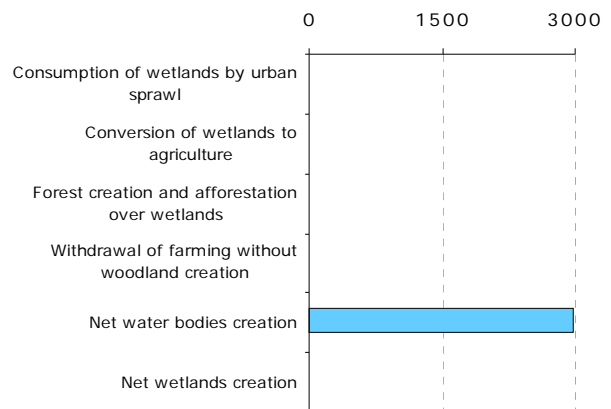 0 1500 3000
Consumption of wetlands by urban
sprawl
Conversion of wetlands to
agriculture
Forest creation and afforestation
over wetlands
Withdrawal of farming without
woodland creation
Net water bodies creation
Net wetlands creation